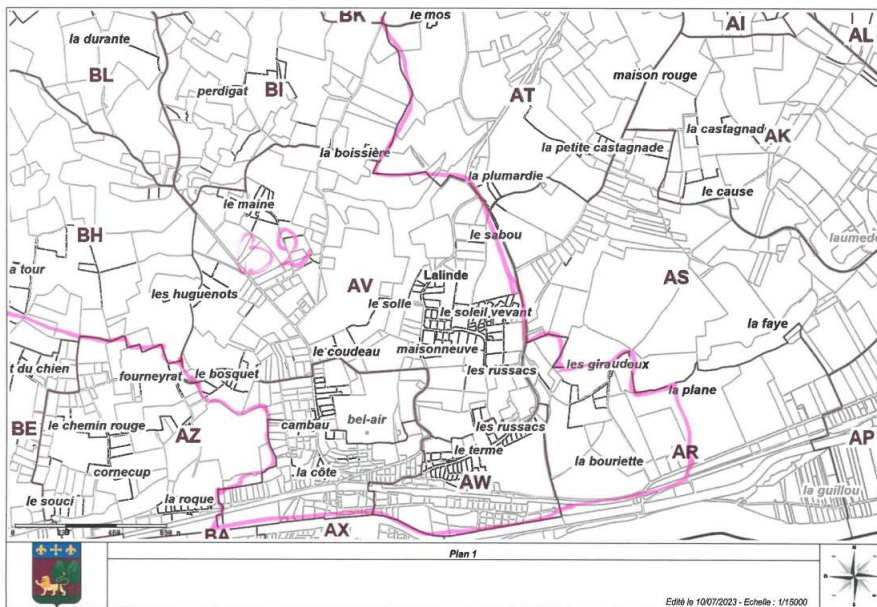 BK
le mos
AI
AL
la durante
BL
perdigat
BI
AT
maison rouge
la castagnad
AK
la petite castagnade
la boissière
la plumardie
le cause
le maine
BH
le sabou
laumede
a tour
AV
Lalinde
AS
les huguenots
le solle
le soleil vevant
la faye
le coudeau
maisonneuve
t du chien
fourneyrat
le bosquet
les russacs
les giraudoux
la plane
BE
le chemin rouge
AZ
cambau
bel-air
les russacs
AR
AP
cornecup
la côte
le terme
la bouriette
AW
la guillou
le souci
la roque
BA
AX
0
Plan 1
Edité le 10/07/2023 - Echelle : 1/15000